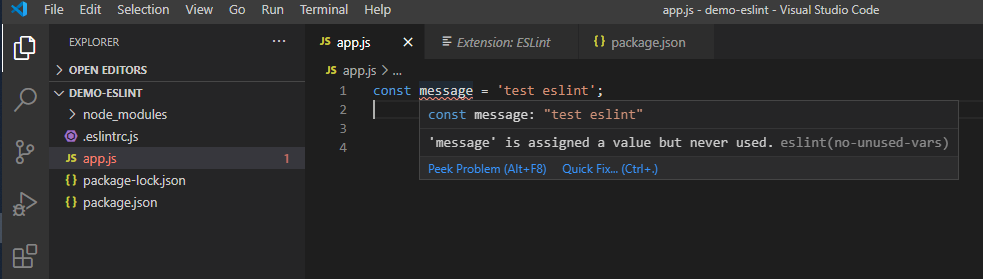 File Edit Selection View Go Run Terminal Help app.js - demo-eslint - Visual Studio Code
EXPLORER ...
OPEN EDITORS
DEMO-ESLINT
node_modules
.eslintrc.js
JS app.js 1
{} package-lock.json
{} package.json
JS app.js Extension: ESLint {} package.json
JS app.js > ...
1 const message = 'test eslint';
2
3
4
const message: "test eslint"
'message' is assigned a value but never used. eslint(no-unused-vars)
Peek Problem (Alt+F8) Quick Fix... (Ctrl+.)